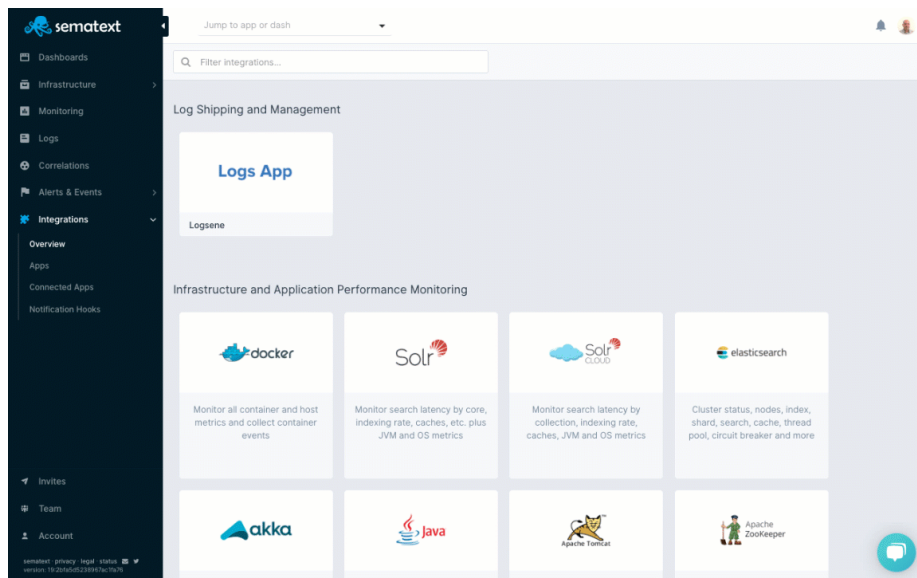 sematext
Jump to app or dash
Dashboards
Infrastructure
Monitoring
Logs
Correlations
Alerts & Events
Integrations
Overview
Apps
Connected Apps
Notification Hooks
Invites
Team
Account
sematext privacy legal status
Filter integrations...
Log Shipping and Management
Logs App
Logsene
Infrastructure and Application Performance Monitoring
docker
Monitor all container and host
metrics and collect container
events
Solr
Monitor search latency by core,
indexing rate, caches, etc. plus
JVM and OS metrics
Solr
CLOUD
Monitor search latency by
collection, indexing rate,
caches, JVM and OS metrics
elasticsearch
Cluster status, nodes, index,
shard, search, cache, thread
pool, circuit breaker and more
akka
Java
Apache Tomcat
Apache
ZooKeeper